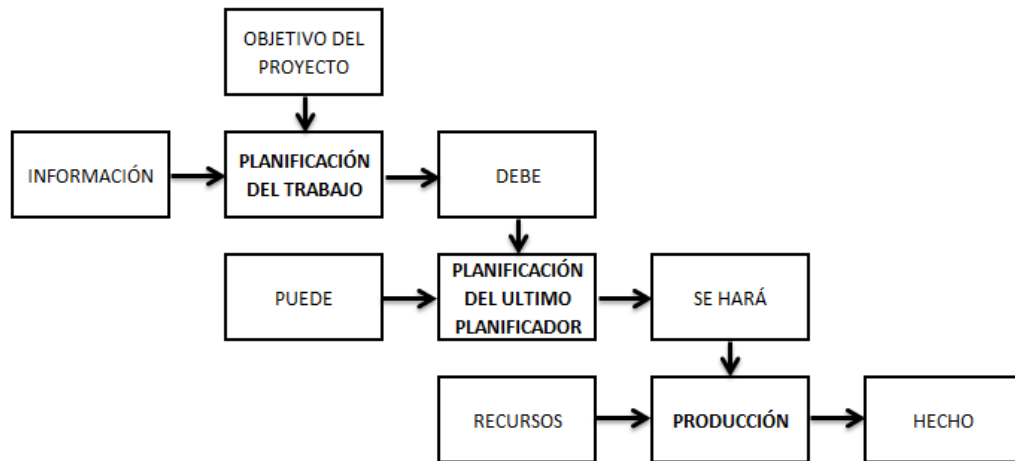 OBJETIVO DEL
PROYECTO
INFORMACIÓN
PLANIFICACIÓN
DEL TRABAJO
DEBE
PUEDE
PLANIFICACIÓN
DEL ULTIMO
PLANIFICADOR
SE HARÁ
RECURSOS
PRODUCCIÓN
HECHO